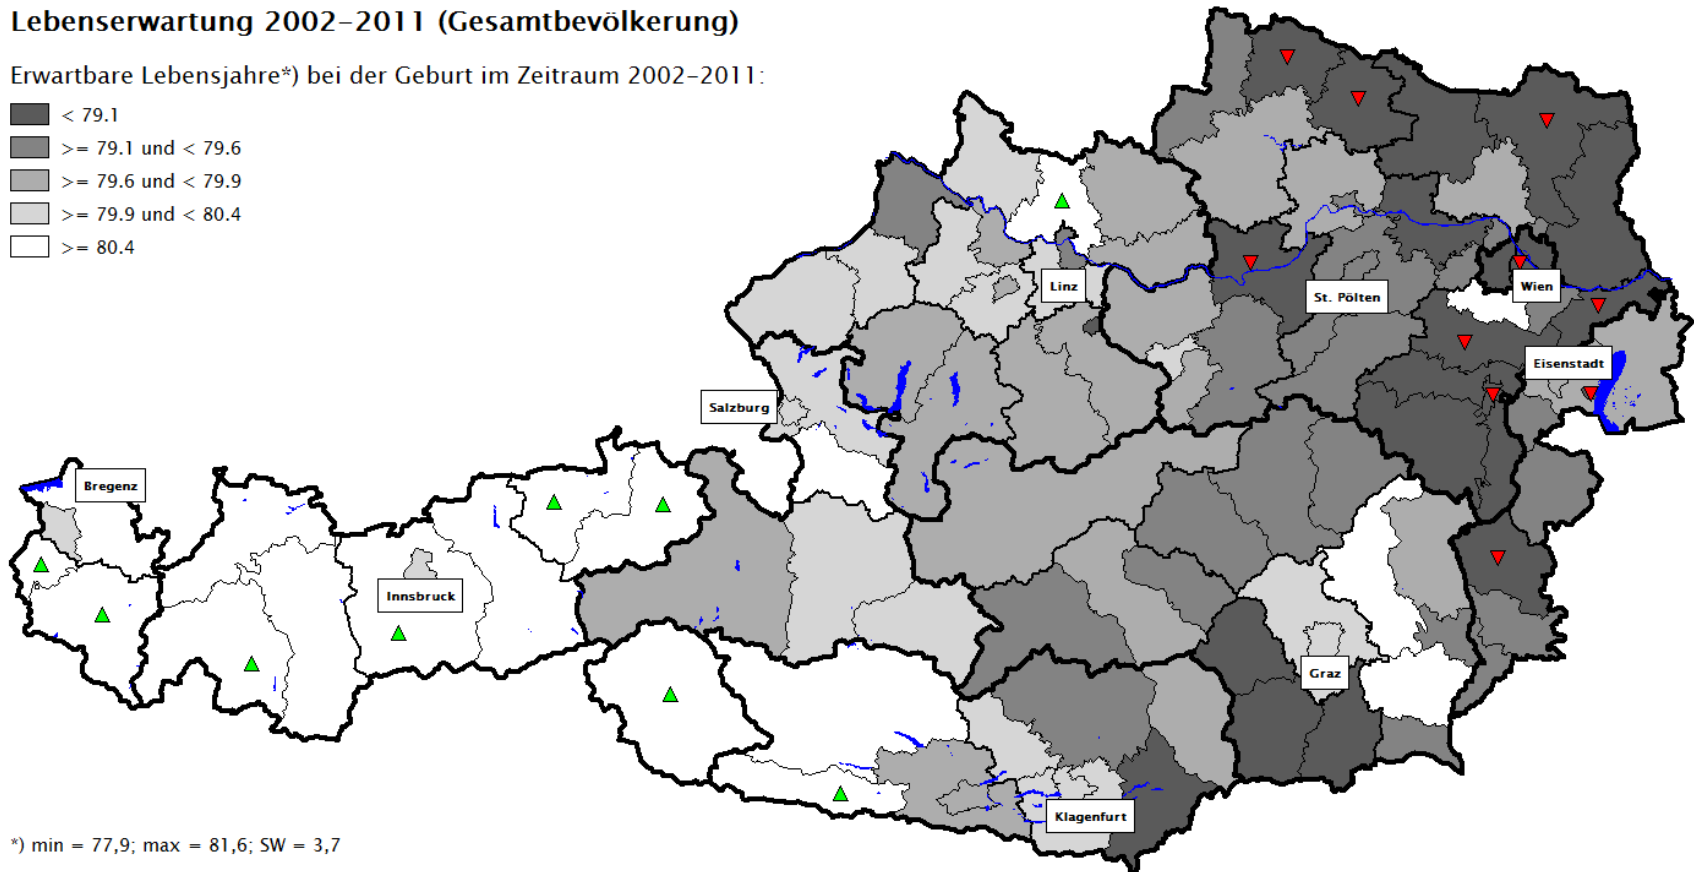 Lebenserwartung 2002-2011 (Gesamtbevölkerung)
Erwartbare Lebensjahre*) bei der Geburt im Zeitraum 2002-2011:
< 79.1
>= 79.1 und < 79.6
>= 79.6 und < 79.9
>= 79.9 und < 80.4
>= 80.4
Linz
St. Pölten
Wien
Eisenstadt
Salzburg
Bregenz
Innsbruck
Graz
Klagenfurt
*) min = 77,9; max = 81,6; SW = 3,7